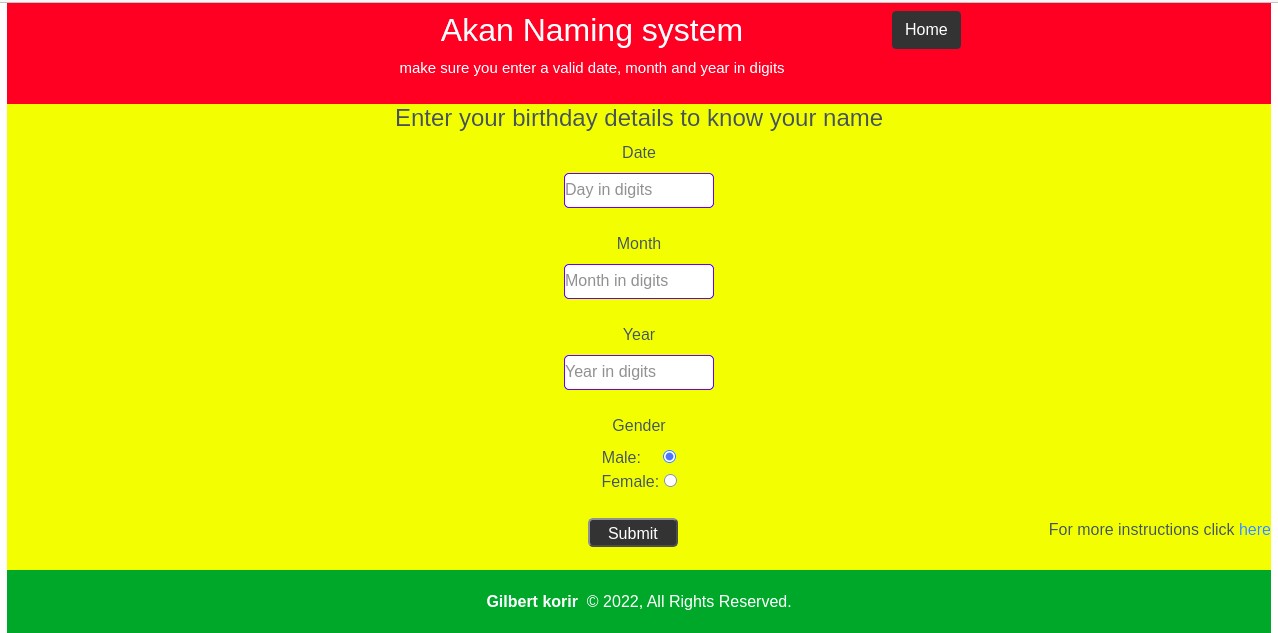 Akan Naming system
Home
make sure you enter a valid date, month and year in digits
Enter your birthday details to know your name
Date
Day in digits
Month
Month in digits
Year
Year in digits
Gender
Male:
Female:
Submit
For more instructions click here
Gilbert korir © 2022, All Rights Reserved.